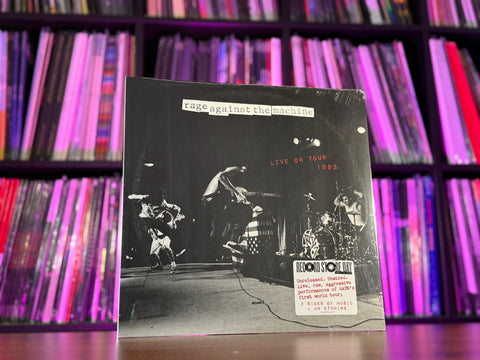 rage against the machine
LIVE ON TOUR
1993
RECORD STORE DAY
Unreleased. Unmixed.
Live, raw, aggressive
performances of RATM's
first world tour.
3 SIDES OF MUSIC
+ AN ETCHING